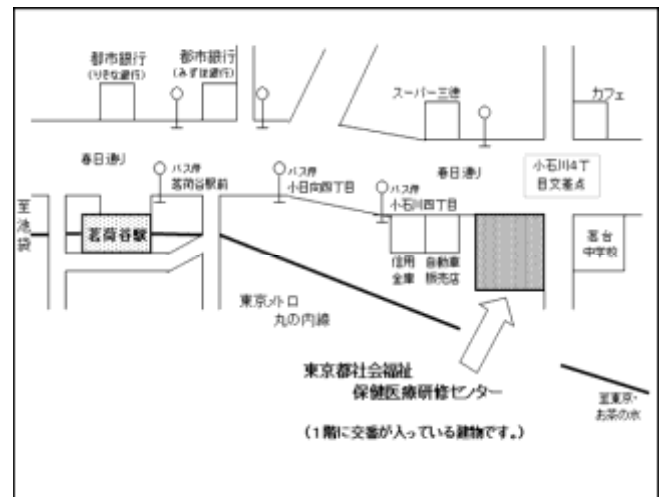 都市銀行
(りそな銀行)
都市銀行
(みずほ銀行)
スーパー三徳
カフェ
春日通り
バス停
茗荷谷駅前
バス停
小日向四丁目
バス停
小石川四丁目
春日通り
小石川4丁
目交差点
至池袋
茗荷谷駅
信用
金庫
自動車
販売店
茗台
中学校
東京メトロ
丸の内線
東京都社会福祉
保健医療研修センター
(1階に交番が入っている建物です。)
至東京・
お茶の水